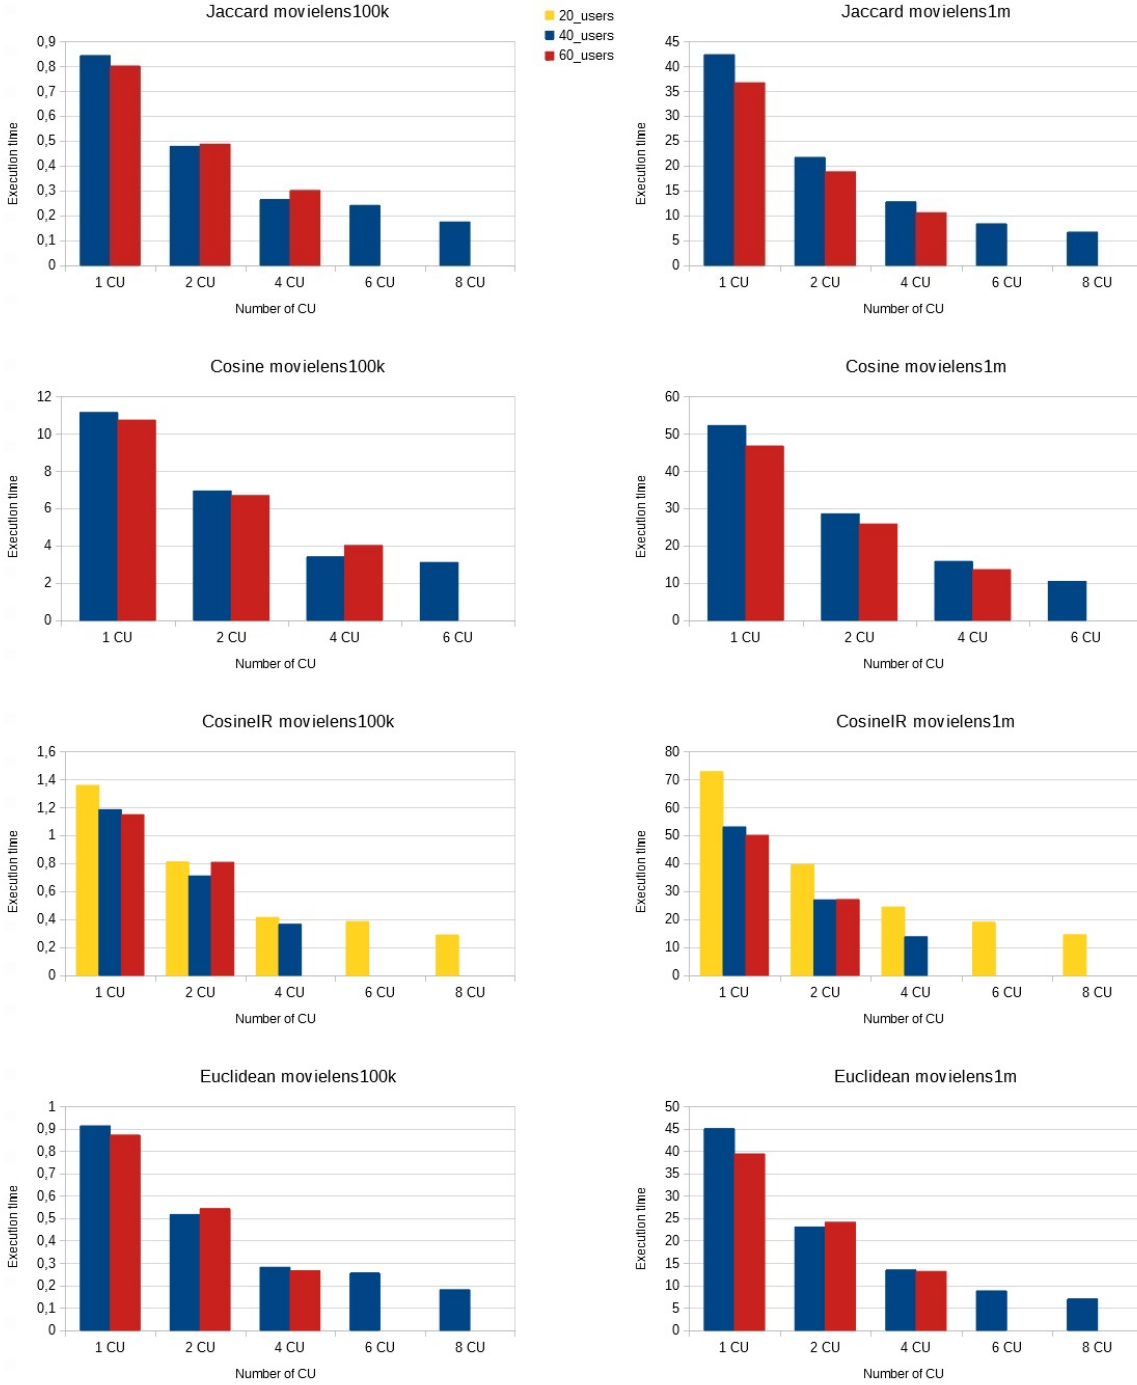 Jaccard movielens100k
0,9
0,8
0,7
0,6
0,5
0,4
0,3
0,2
0,1
0
Execution time
1 CU 2 CU 4 CU 6 CU 8 CU
Number of CU
20_users
40_users
60_users
Jaccard movielens1m
45
40
35
30
25
20
15
10
5
0
Execution time
1 CU 2 CU 4 CU 6 CU 8 CU
Number of CU
Cosine movielens100k
12
10
8
6
4
2
0
Execution time
1 CU 2 CU 4 CU 6 CU
Number of CU
Cosine movielens1m
60
50
40
30
20
10
0
Execution time
1 CU 2 CU 4 CU 6 CU
Number of CU
CosineIR movielens100k
1,6
1,4
1,2
1
0,8
0,6
0,4
0,2
0
Execution time
1 CU 2 CU 4 CU 6 CU 8 CU
Number of CU
CosineIR movielens1m
80
70
60
50
40
30
20
10
0
Execution time
1 CU 2 CU 4 CU 6 CU 8 CU
Number of CU
Euclidean movielens100k
1
0,9
0,8
0,7
0,6
0,5
0,4
0,3
0,2
0,1
0
Execution time
1 CU 2 CU 4 CU 6 CU 8 CU
Number of CU
Euclidean movielens1m
50
45
40
35
30
25
20
15
10
5
0
Execution time
1 CU 2 CU 4 CU 6 CU 8 CU
Number of CU